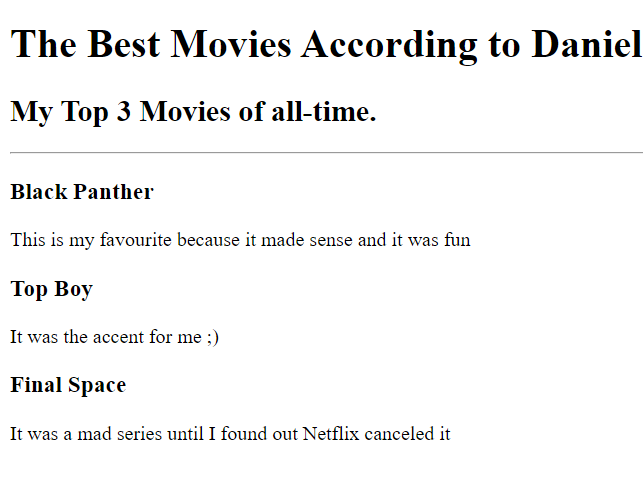 The Best Movies According to Daniel
My Top 3 Movies of all-time.
Black Panther
This is my favourite because it made sense and it was fun
Top Boy
It was the accent for me ;)
Final Space
It was a mad series until I found out Netflix canceled it